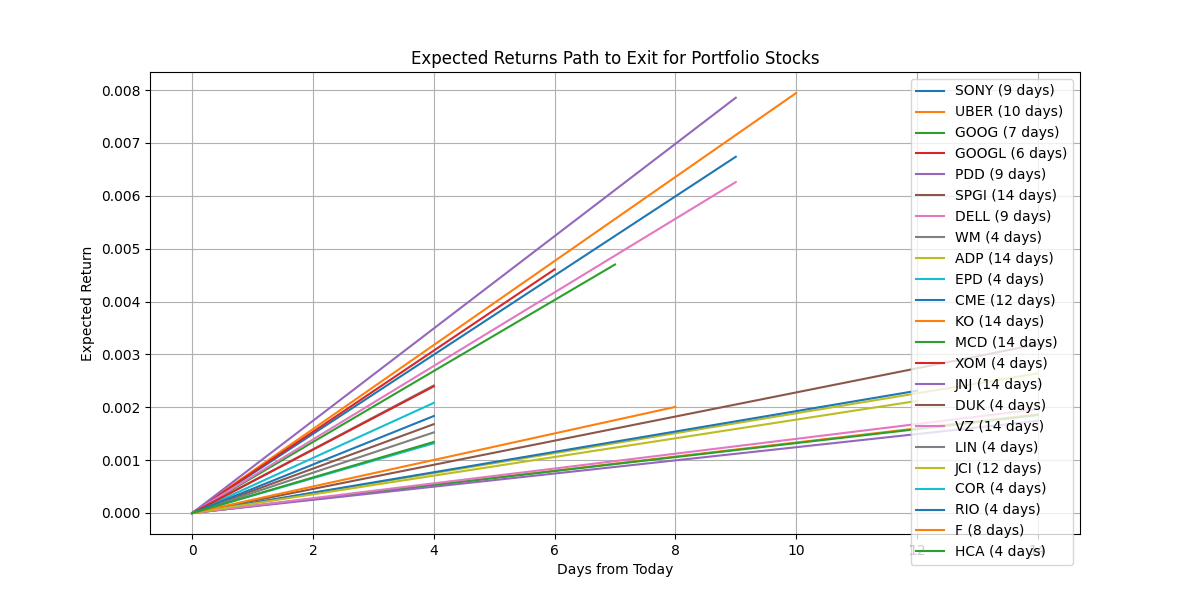 Expected Returns Path to Exit for Portfolio Stocks
Expected Return
0.008
0.007
0.006
0.005
0.004
0.003
0.002
0.001
0.000
SONY (9 days)
UBER (10 days)
GOOG (7 days)
GOOGL (6 days)
PDD (9 days)
SPGI (14 days)
DELL (9 days)
WM (4 days)
ADP (14 days)
EPD (4 days)
CME (12 days)
KO (14 days)
MCD (14 days)
XOM (4 days)
JNJ (14 days)
DUK (4 days)
VZ (14 days)
LIN (4 days)
JCI (12 days)
COR (4 days)
RIO (4 days)
F (8 days)
HCA (4 days)
0 2 4 6 8 10 12
Days from Today